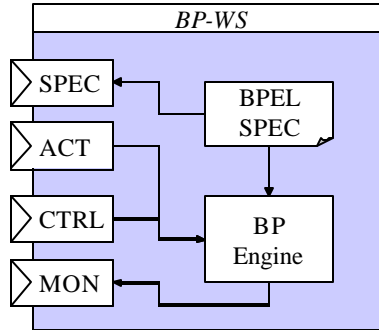 BP-WS
SPEC
BPEL
SPEC
ACT
CTRL
BP
Engine
MON